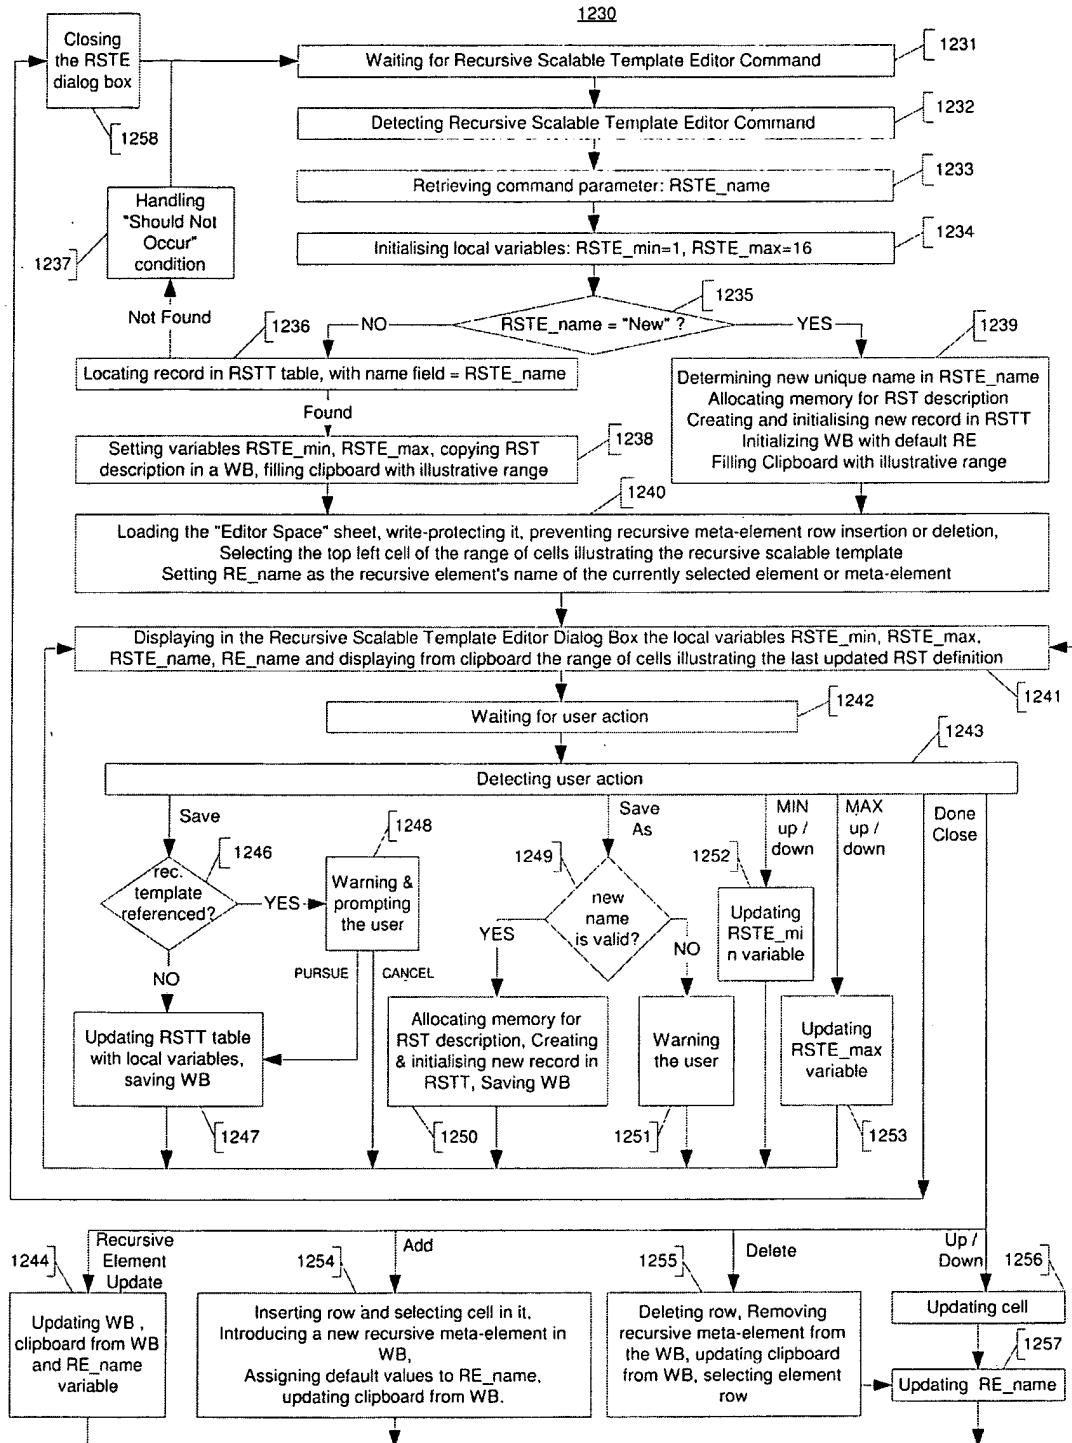 1230
Closing
the RSTE
dialog box
1258
Waiting for Recursive Scalable Template Editor Command
1231
Detecting Recursive Scalable Template Editor Command
1232
Retrieving command parameter: RSTE_name
1233
Initialising local variables: RSTE_min=1, RSTE_max=16
1234
Handling
"Should Not
Occur"
condition
1237
Not Found
1236
NO
RSTE_name = "New" ?
1235
YES
1239
Locating record in RSTT table, with name field = RSTE_name
Found
Determining new unique name in RSTE_name
Allocating memory for RST description
Creating and initialising new record in RSTT
Initializing WB with default RE
Filling Clipboard with illustrative range
Setting variables RSTE_min, RSTE_max, copying RST
description in a WB, filling clipboard with illustrative range
1238
1240
Loading the "Editor Space" sheet, write-protecting it, preventing recursive meta-element row insertion or deletion,
Selecting the top left cell of the range of cells illustrating the recursive scalable template
Setting RE_name as the recursive element's name of the currently selected element or meta-element
Displaying in the Recursive Scalable Template Editor Dialog Box the local variables RSTE_min, RSTE_max,
RSTE_name, RE_name and displaying from clipboard the range of cells illustrating the last updated RST definition
1241
Waiting for user action
1242
1243
Detecting user action
Save
1246
rec.
template
referenced?
YES
NO
1248
Warning &
prompting
the user
PURSUE
CANCEL
Updating RSTT table
with local variables,
saving WB
1247
Save
As
1249
new
name
is valid?
YES
NO
Allocating memory for
RST description, Creating
& initialising new record in
RSTT, Saving WB
1250
Warning
the user
1251
MIN
up /
down
1252
Updating
RSTE_mi
n variable
MAX
up /
down
Updating
RSTE_max
variable
1253
Done
Close
1244
Recursive
Element
Update
Updating WB ,
clipboard from WB
and RE_name
variable
1254
Add
Inserting row and selecting cell in it,
Introducing a new recursive meta-element in
WB,
Assigning default values to RE_name,
updating clipboard from WB.
1255
Delete
Deleting row, Removing
recursive meta-element from
the WB, updating clipboard
from WB, selecting element
row
Up /
Down
1256
Updating cell
1257
Updating RE_name